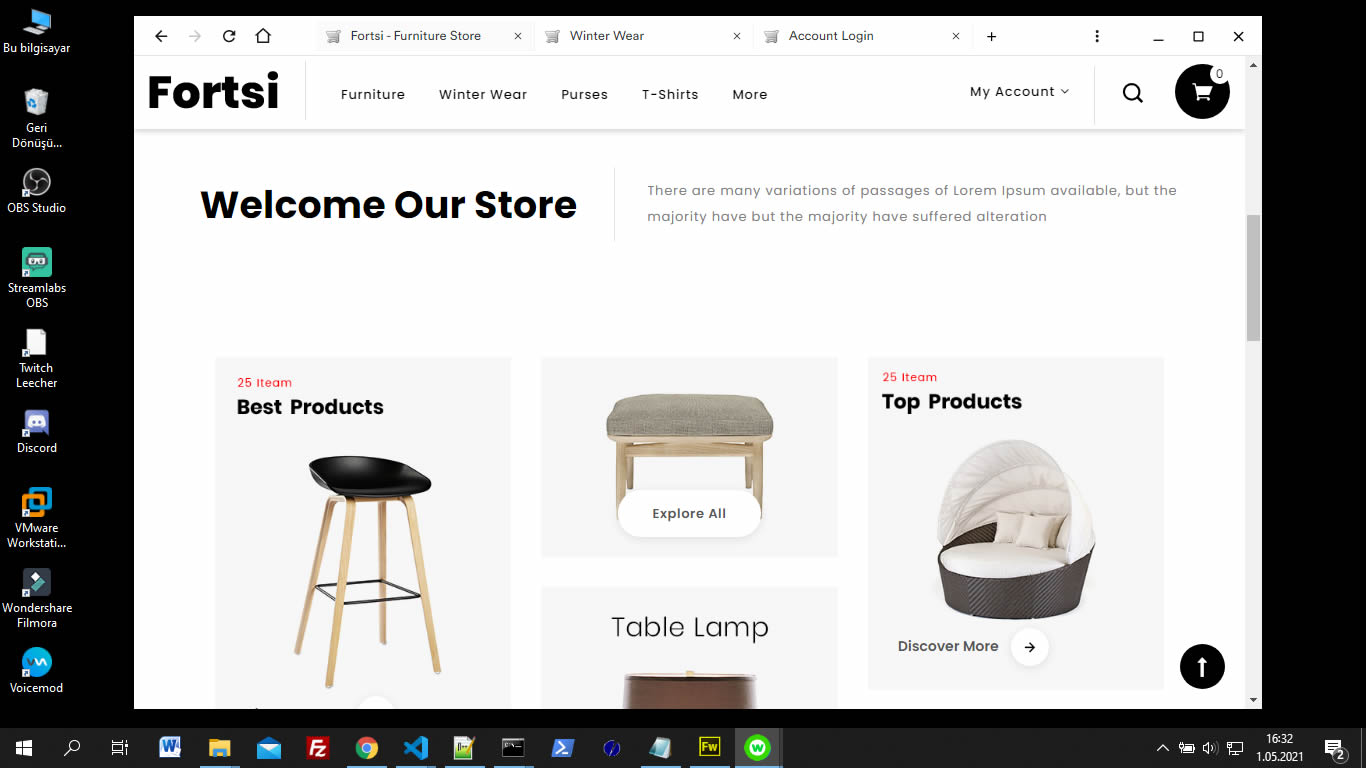 Bu bilgisayar
Geri
Dönüşü...
OBS Studio
Streamlabs
OBS
Twitch
Leecher
Discord
VMware
Workstati...
Wondershare
Filmora
Voicemod
Fortsi - Furniture Store
Winter Wear
Account Login
Fortsi
Furniture
Winter Wear
Purses
T-Shirts
More
My Account
0
Welcome Our Store
There are many variations of passages of Lorem Ipsum available, but the
majority have but the majority have suffered alteration
25 Iteam
Best Products
Explore All
Table Lamp
25 Iteam
Top Products
Discover More
16:32
1.05.2021
2